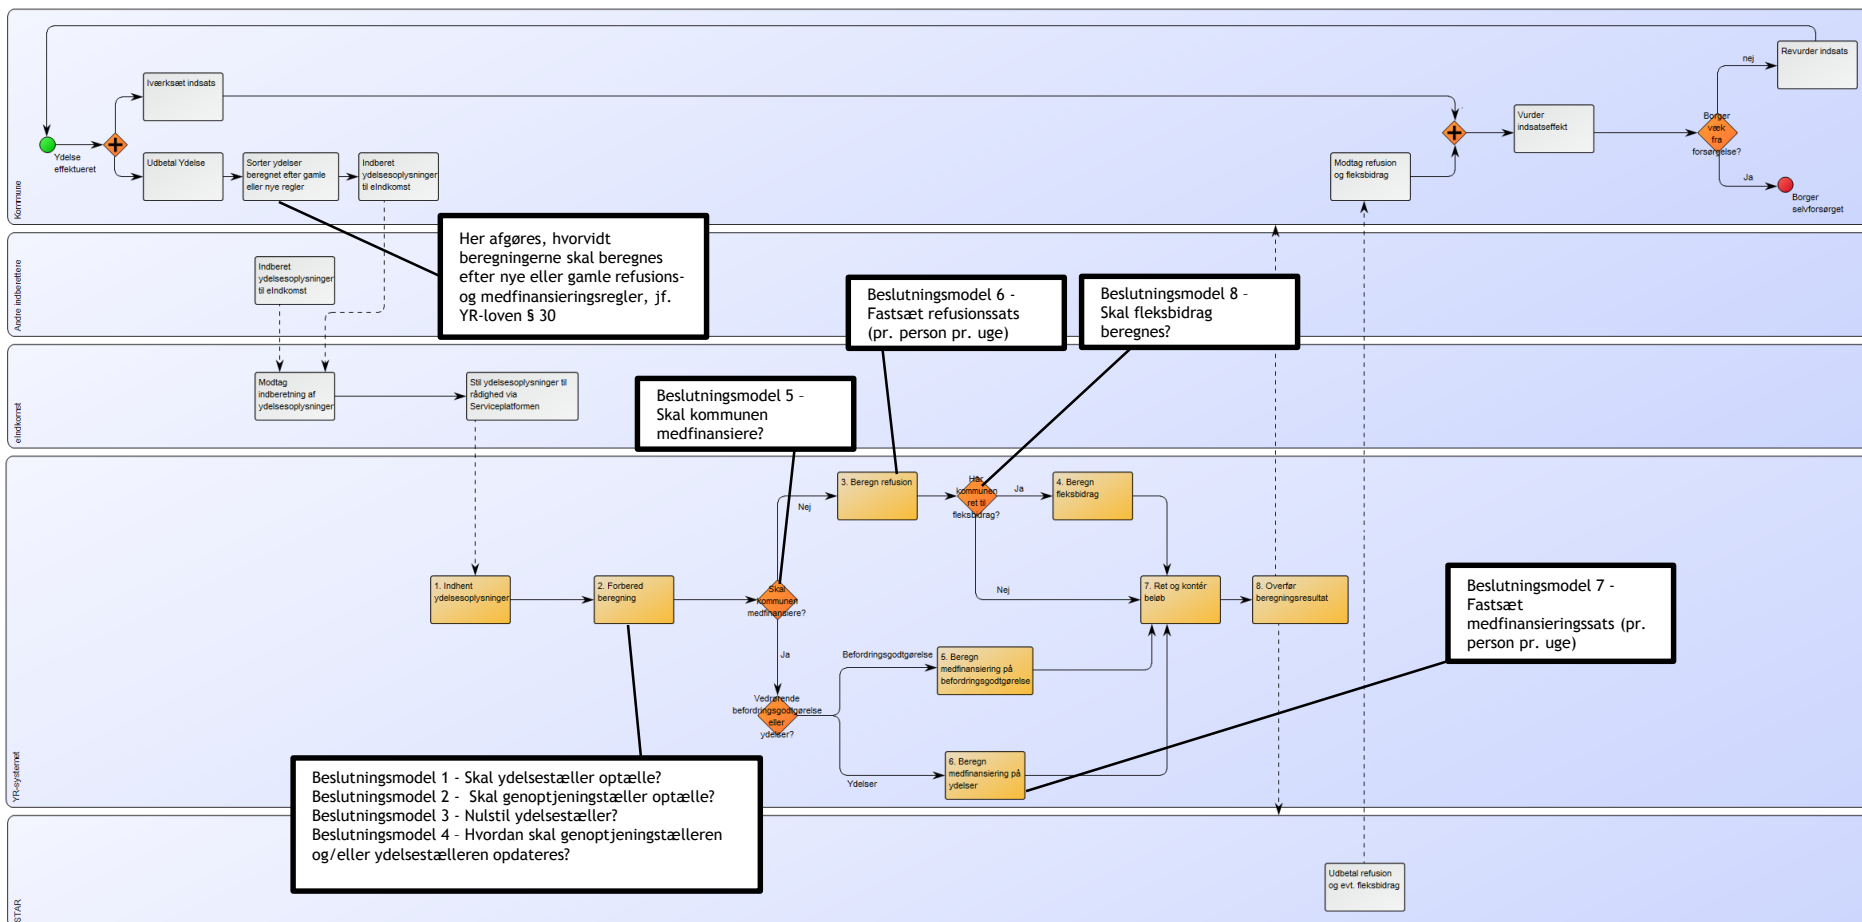 Kommune
Revurder indsats
nej
Iværksæt indsats
Ydelse
effektueret
Udbetal Ydelse
Sorter ydelser
beregnet efter gamle
eller nye regler
Indberet
ydelsesoplysninger
til eIndkomst
Modtag refusion
og fleksbidrag
Vurder
indsatseffekt
Borger
væk
fra
forsørgelse?
Ja
Borger
selvforsørget
Her afgøres, hvorvidt
beregningerne skal beregnes
efter nye eller gamle refusions-
og medfinansieringsregler, jf.
YR-loven § 30
Andre indberettere
Indberet
ydelsesoplysninger
til eIndkomst
Beslutningsmodel 6 -
Fastsæt refusionssats
(pr. person pr. uge)
Beslutningsmodel 8 -
Skal fleksbidrag
beregnes?
eIndkomst
Modtag
indberetning af
ydelsesoplysninger
Stil ydelsesoplysninger til
rådighed via
Serviceplatformen
Beslutningsmodel 5 -
Skal kommunen
medfinansiere?
YR-systemet
1. Indhent
ydelsesoplysninger
2. Forbered
beregning
Skal
kommunen
medfinansiere?
Nej
3. Beregn refusion
Har
kommunen
ret til
fleksbidrag?
Ja
4. Beregn
fleksbidrag
Nej
7. Ret og kontér
beløb
8. Overfør
beregningsresultat
Ja
Vedrørende
befordringsgodtgørelse
eller
ydelser?
Befordringsgodtgørelse
5. Beregn
medfinansiering på
befordringsgodtgørelse
Ydelser
6. Beregn
medfinansiering på
ydelser
Beslutningsmodel 7 -
Fastsæt
medfinansieringssats (pr.
person pr. uge)
Beslutningsmodel 1 - Skal ydelsestæller optælle?
Beslutningsmodel 2 - Skal genoptjeningstæller optælle?
Beslutningsmodel 3 - Nulstil ydelsestæller?
Beslutningsmodel 4 - Hvordan skal genoptjeningstælleren
og/eller ydelsestælleren opdateres?
STAR
Udbetal refusion
og evt. fleksbidrag